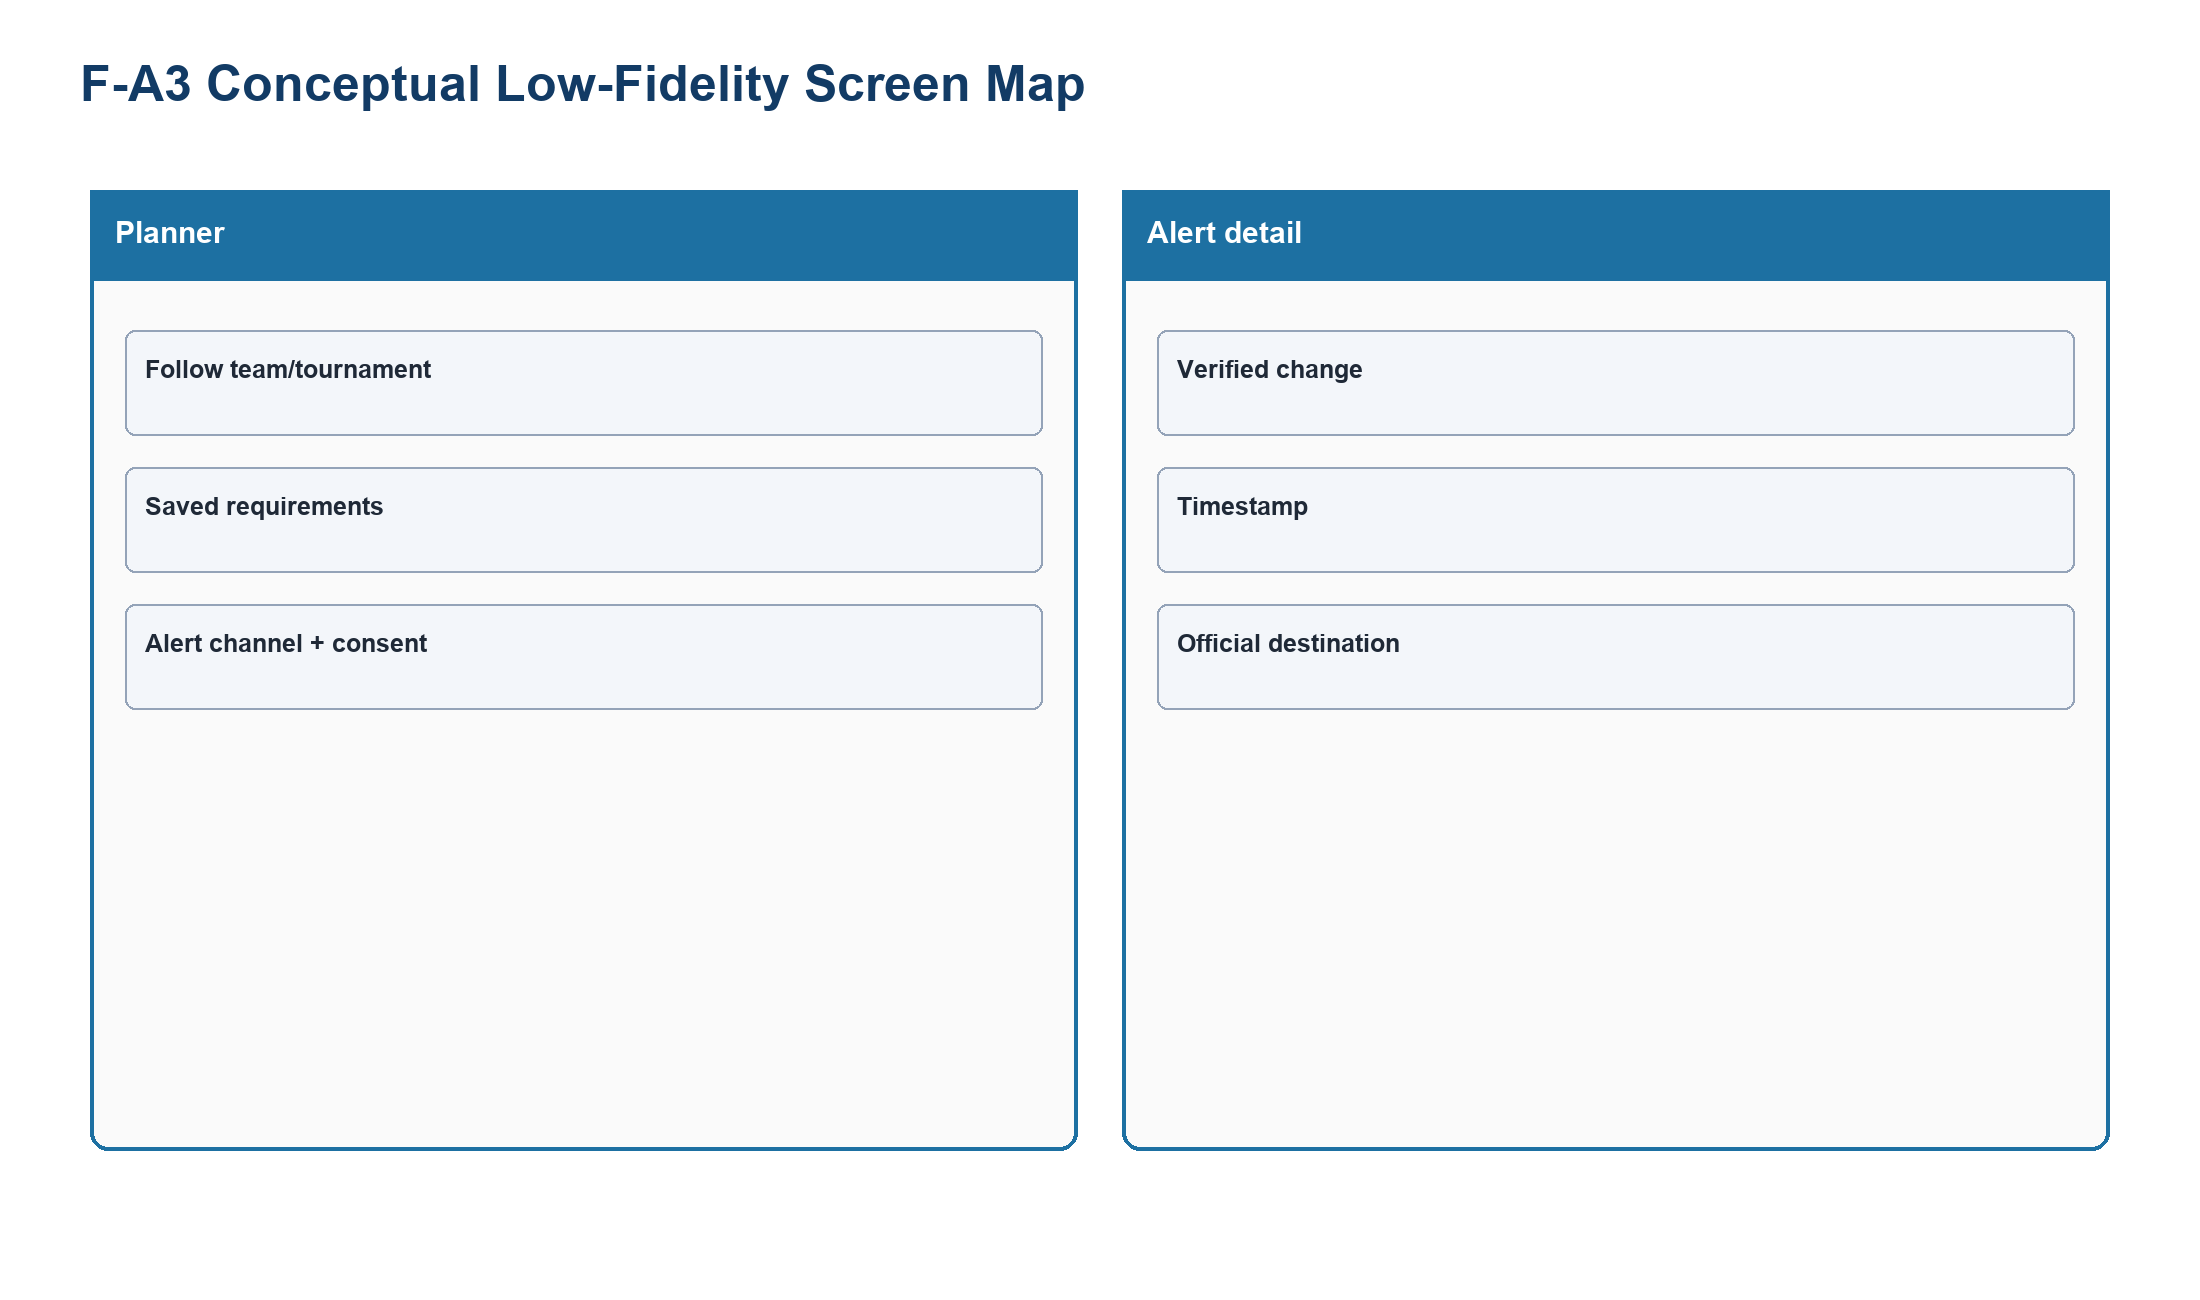 F-A3 Conceptual Low-Fidelity Screen Map
Planner
Follow team/tournament
Saved requirements
Alert channel + consent
Alert detail
Verified change
Timestamp
Official destination